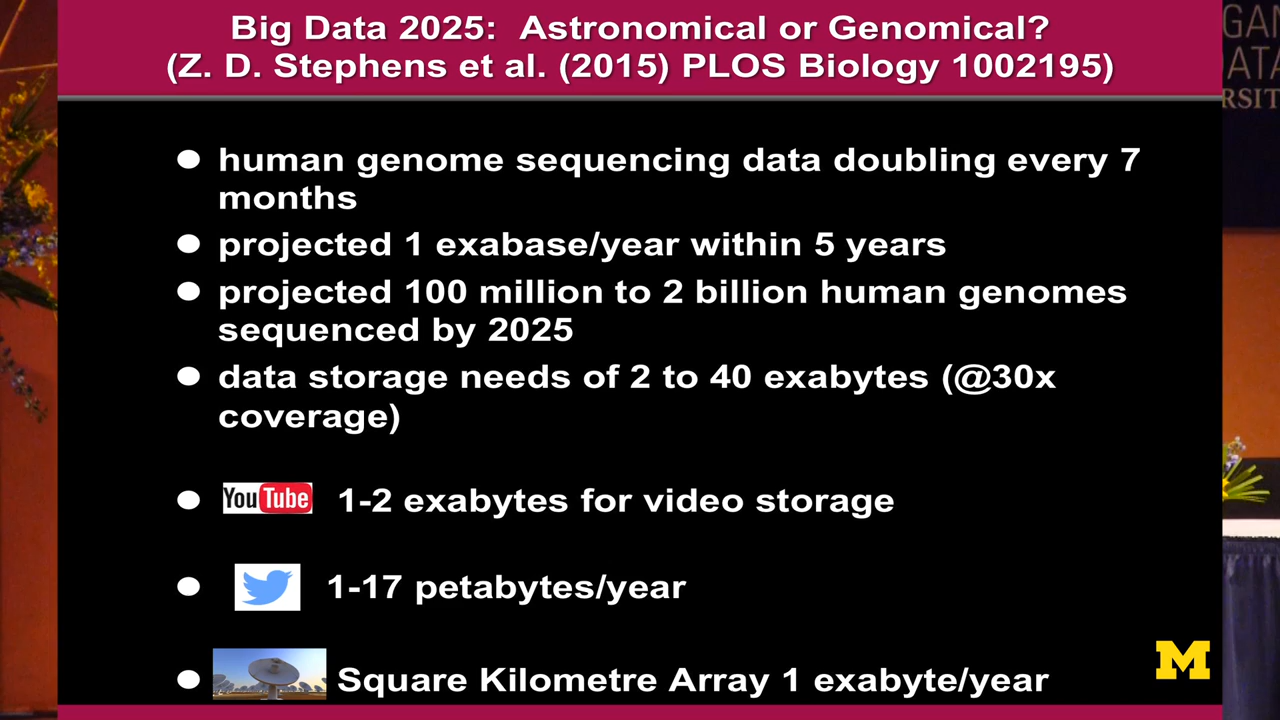 Big Data 2025: Astronomical or Genomical?
(Z. D. Stephens et al. (2015) PLOS Biology 1002195)
human genome sequencing data doubling every 7
months
projected 1 exabase/year within 5 years
projected 100 million to 2 billion human genomes
sequenced by 2025
data storage needs of 2 to 40 exabytes (@30x
coverage)
YouTube 1-2 exabytes for video storage
1-17 petabytes/year
Square Kilometre Array 1 exabyte/year
M
GAN
DATA
RSIT